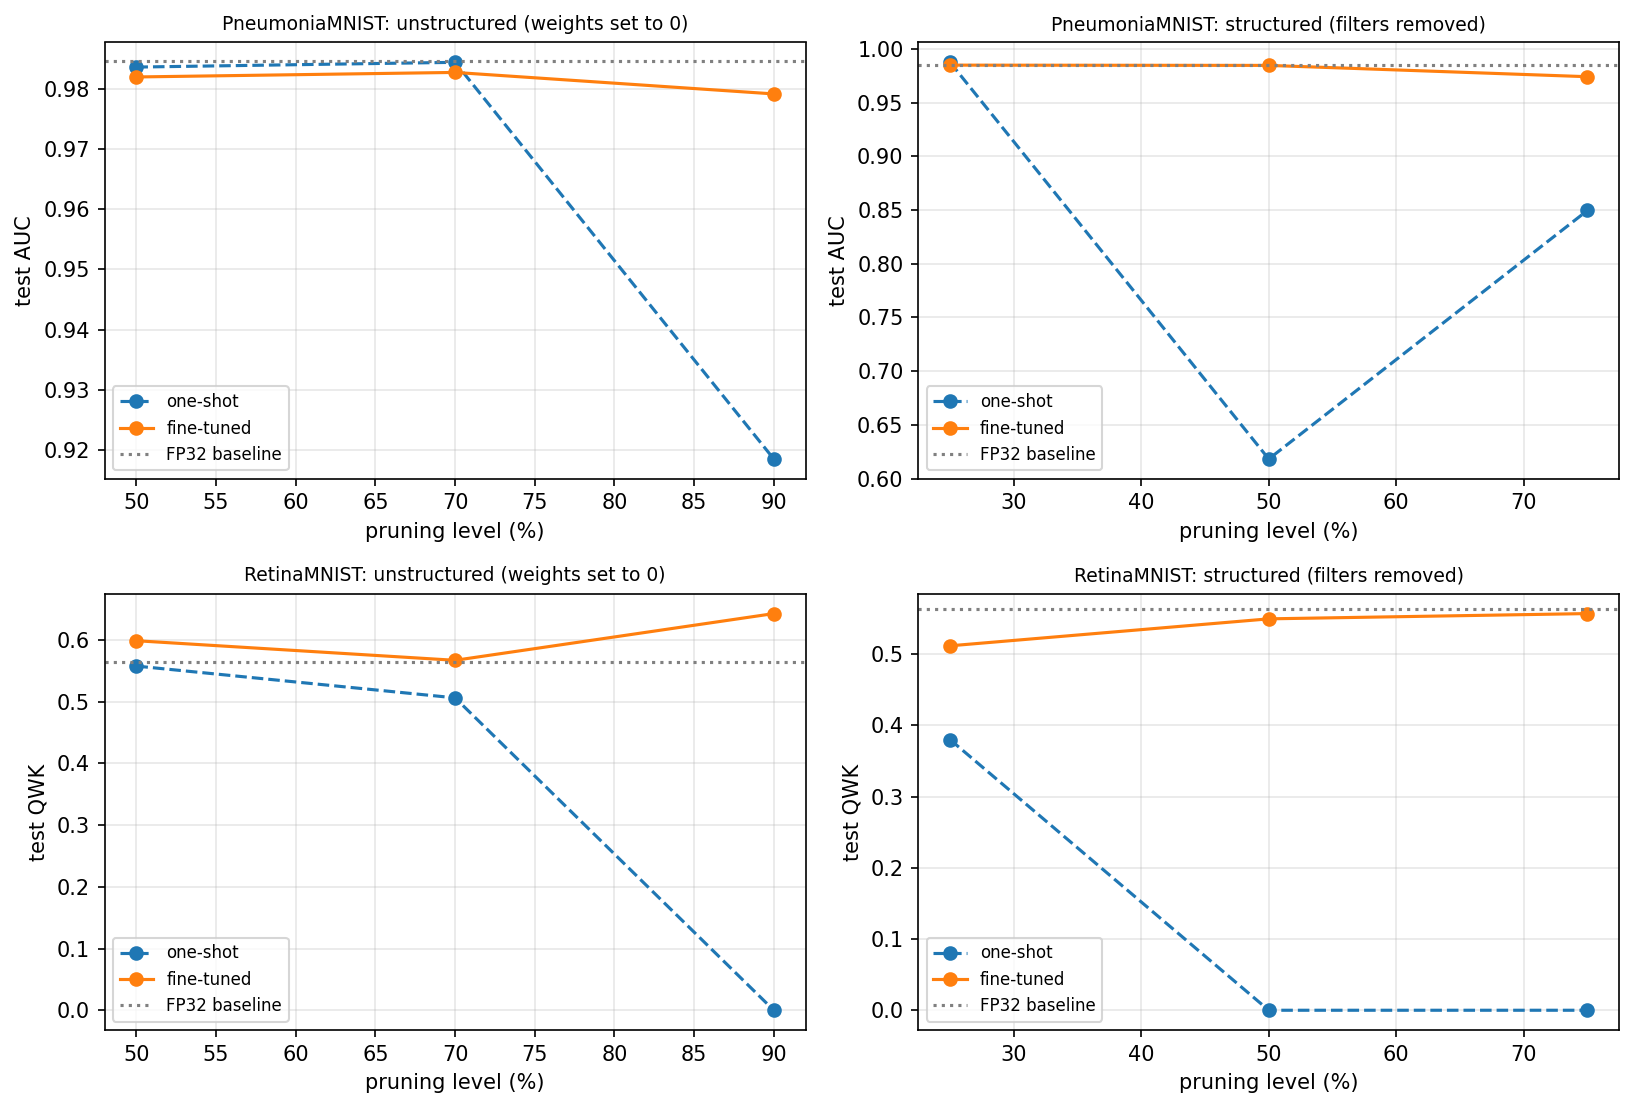 PneumoniaMNIST: unstructured (weights set to 0)
test AUC
0.98
0.97
0.96
0.95
0.94
0.93
0.92
one-shot
fine-tuned
FP32 baseline
50 55 60 65 70 75 80 85 90
pruning level (%)
PneumoniaMNIST: structured (filters removed)
test AUC
1.00
0.95
0.90
0.85
0.80
0.75
0.70
0.65
0.60
one-shot
fine-tuned
FP32 baseline
30 40 50 60 70
pruning level (%)
RetinaMNIST: unstructured (weights set to 0)
test QWK
0.6
0.5
0.4
0.3
0.2
0.1
0.0
one-shot
fine-tuned
FP32 baseline
50 55 60 65 70 75 80 85 90
pruning level (%)
RetinaMNIST: structured (filters removed)
test QWK
0.5
0.4
0.3
0.2
0.1
0.0
one-shot
fine-tuned
FP32 baseline
30 40 50 60 70
pruning level (%)